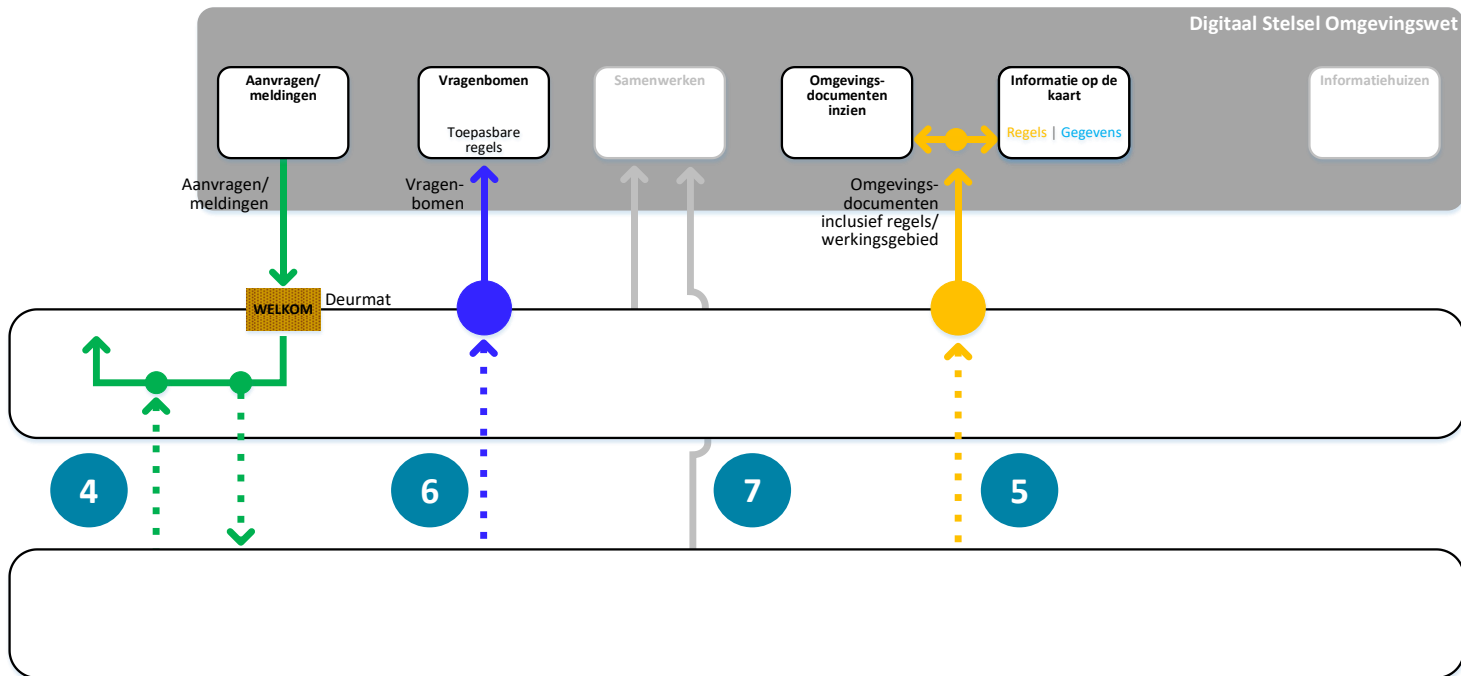 Digitaal Stelsel Omgevingswet
Aanvragen/
meldingen
Vragenbomen
Toepasbare
regels
Samenwerken
Omgevings-
documenten
inzien
Informatie op de
kaart
Regels | Gegevens
Informatiehuizen
Aanvragen/
meldingen
Vragen-
bomen
Omgevings-
documenten
inclusief regels/
werkingsgebied
WELKOM
Deurmat
4
6
7
5